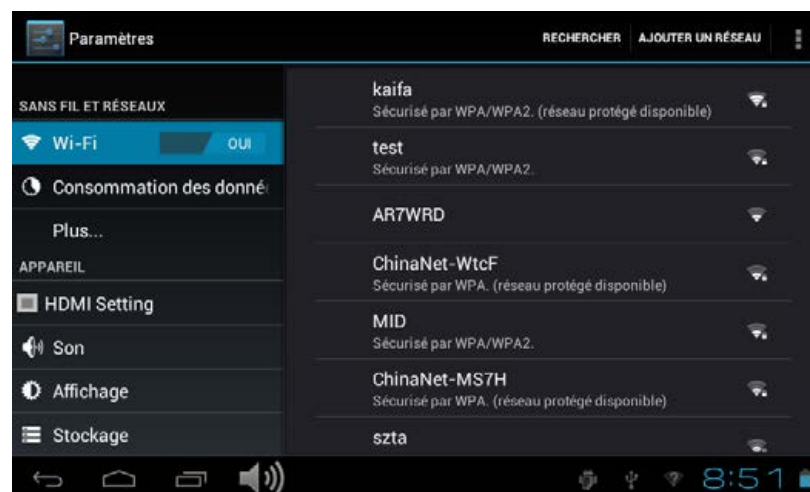 Paramètres
RECHERCHER
AJOUTER UN RÉSEAU
SANS FIL ET RÉSEAUX
Wi-Fi
OUI
Consommation des donné
Plus...
APPAREIL
HDMI Setting
Son
Affichage
Stockage
kaifa
Sécurisé par WPA/WPA2. (réseau protégé disponible)
test
Sécurisé par WPA/WPA2.
AR7WRD
ChinaNet-WtcF
Sécurisé par WPA. (réseau protégé disponible)
MID
Sécurisé par WPA/WPA2.
ChinaNet-MS7H
Sécurisé par WPA. (réseau protégé disponible)
szta
8:51